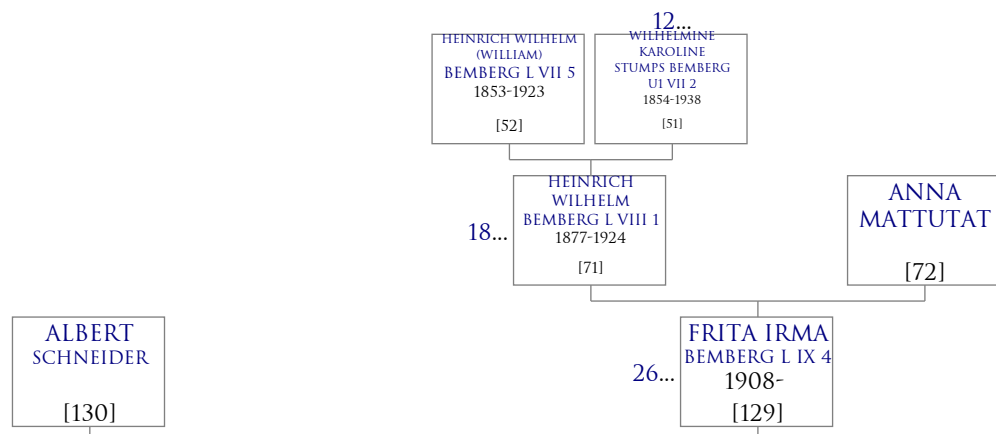 12...
HEINRICH WILHELM
(WILLIAM)
BEMBERG L VII 5
1853-1923
[52]
WILHELMINE
KAROLINE
STUMPS BEMBERG
U1 VII 2
1854-1938
[51]
18...
HEINRICH
WILHELM
BEMBERG L VIII 1
1877-1924
[71]
ANNA
MATTUTAT
[72]
ALBERT
SCHNEIDER
[130]
26...
FRITA IRMA
BEMBERG L IX 4
1908-
[129]